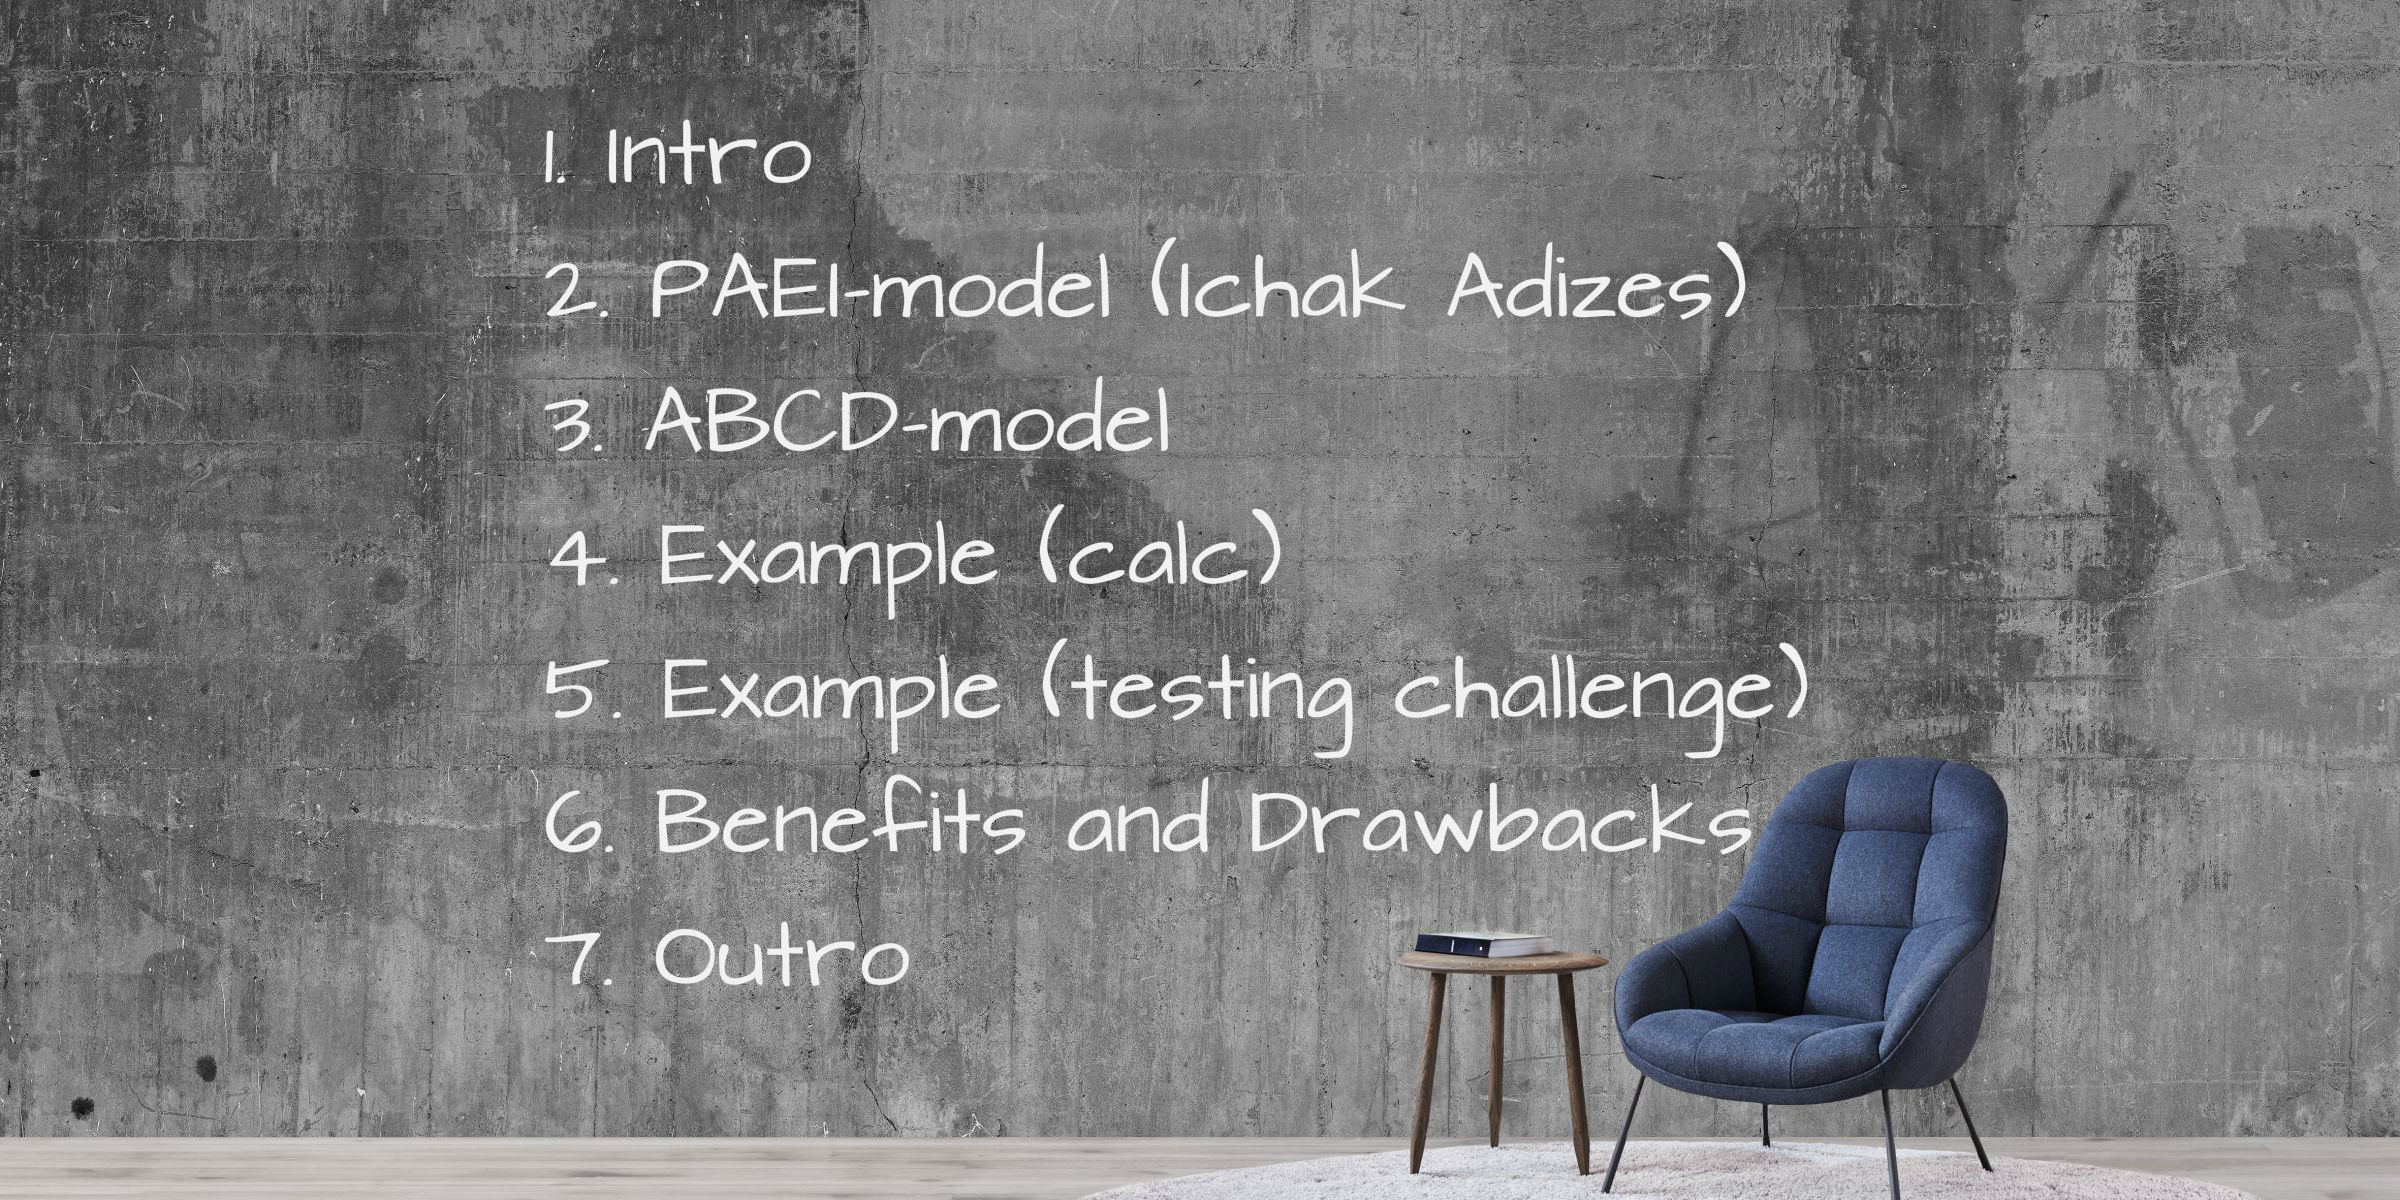 1. Intro
2. PAEI-model (Ichak Adizes)
3. ABCD-model
4. Example (calc)
5. Example (testing challenge)
6. Benefits and Drawbacks
7. Outro